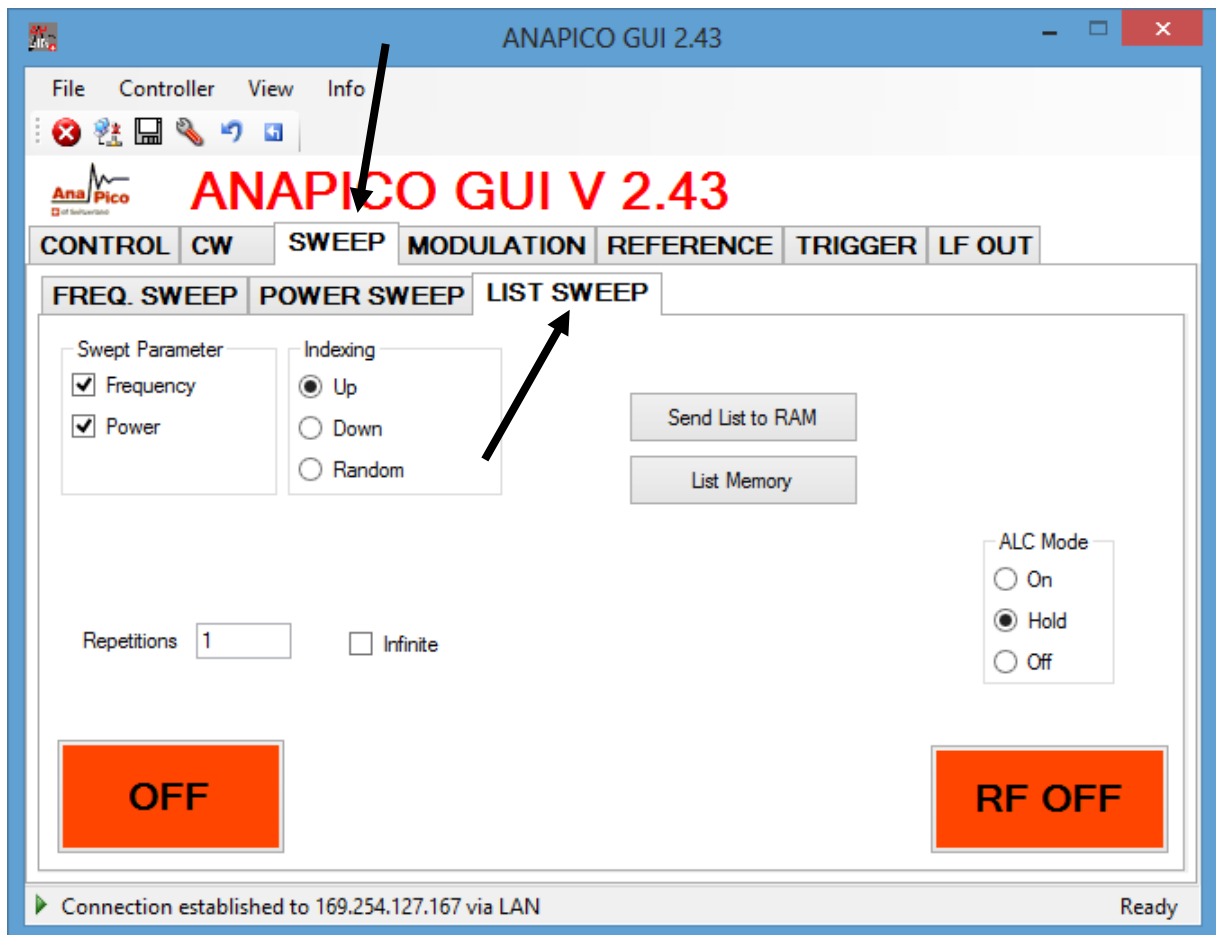 ANAPICO GUI 2.43
File Controller View Info
Ana Pico
ANAPICO GUI V 2.43
CONTROL CW SWEEP MODULATION REFERENCE TRIGGER LF OUT
FREQ. SWEEP POWER SWEEP LIST SWEEP
Swept Parameter Indexing
Frequency Up
Power Down
Random
Send List to RAM
List Memory
ALC Mode
On
Hold
Off
Repetitions 1 Infinite
OFF RF OFF
Connection established to 169.254.127.167 via LAN Ready